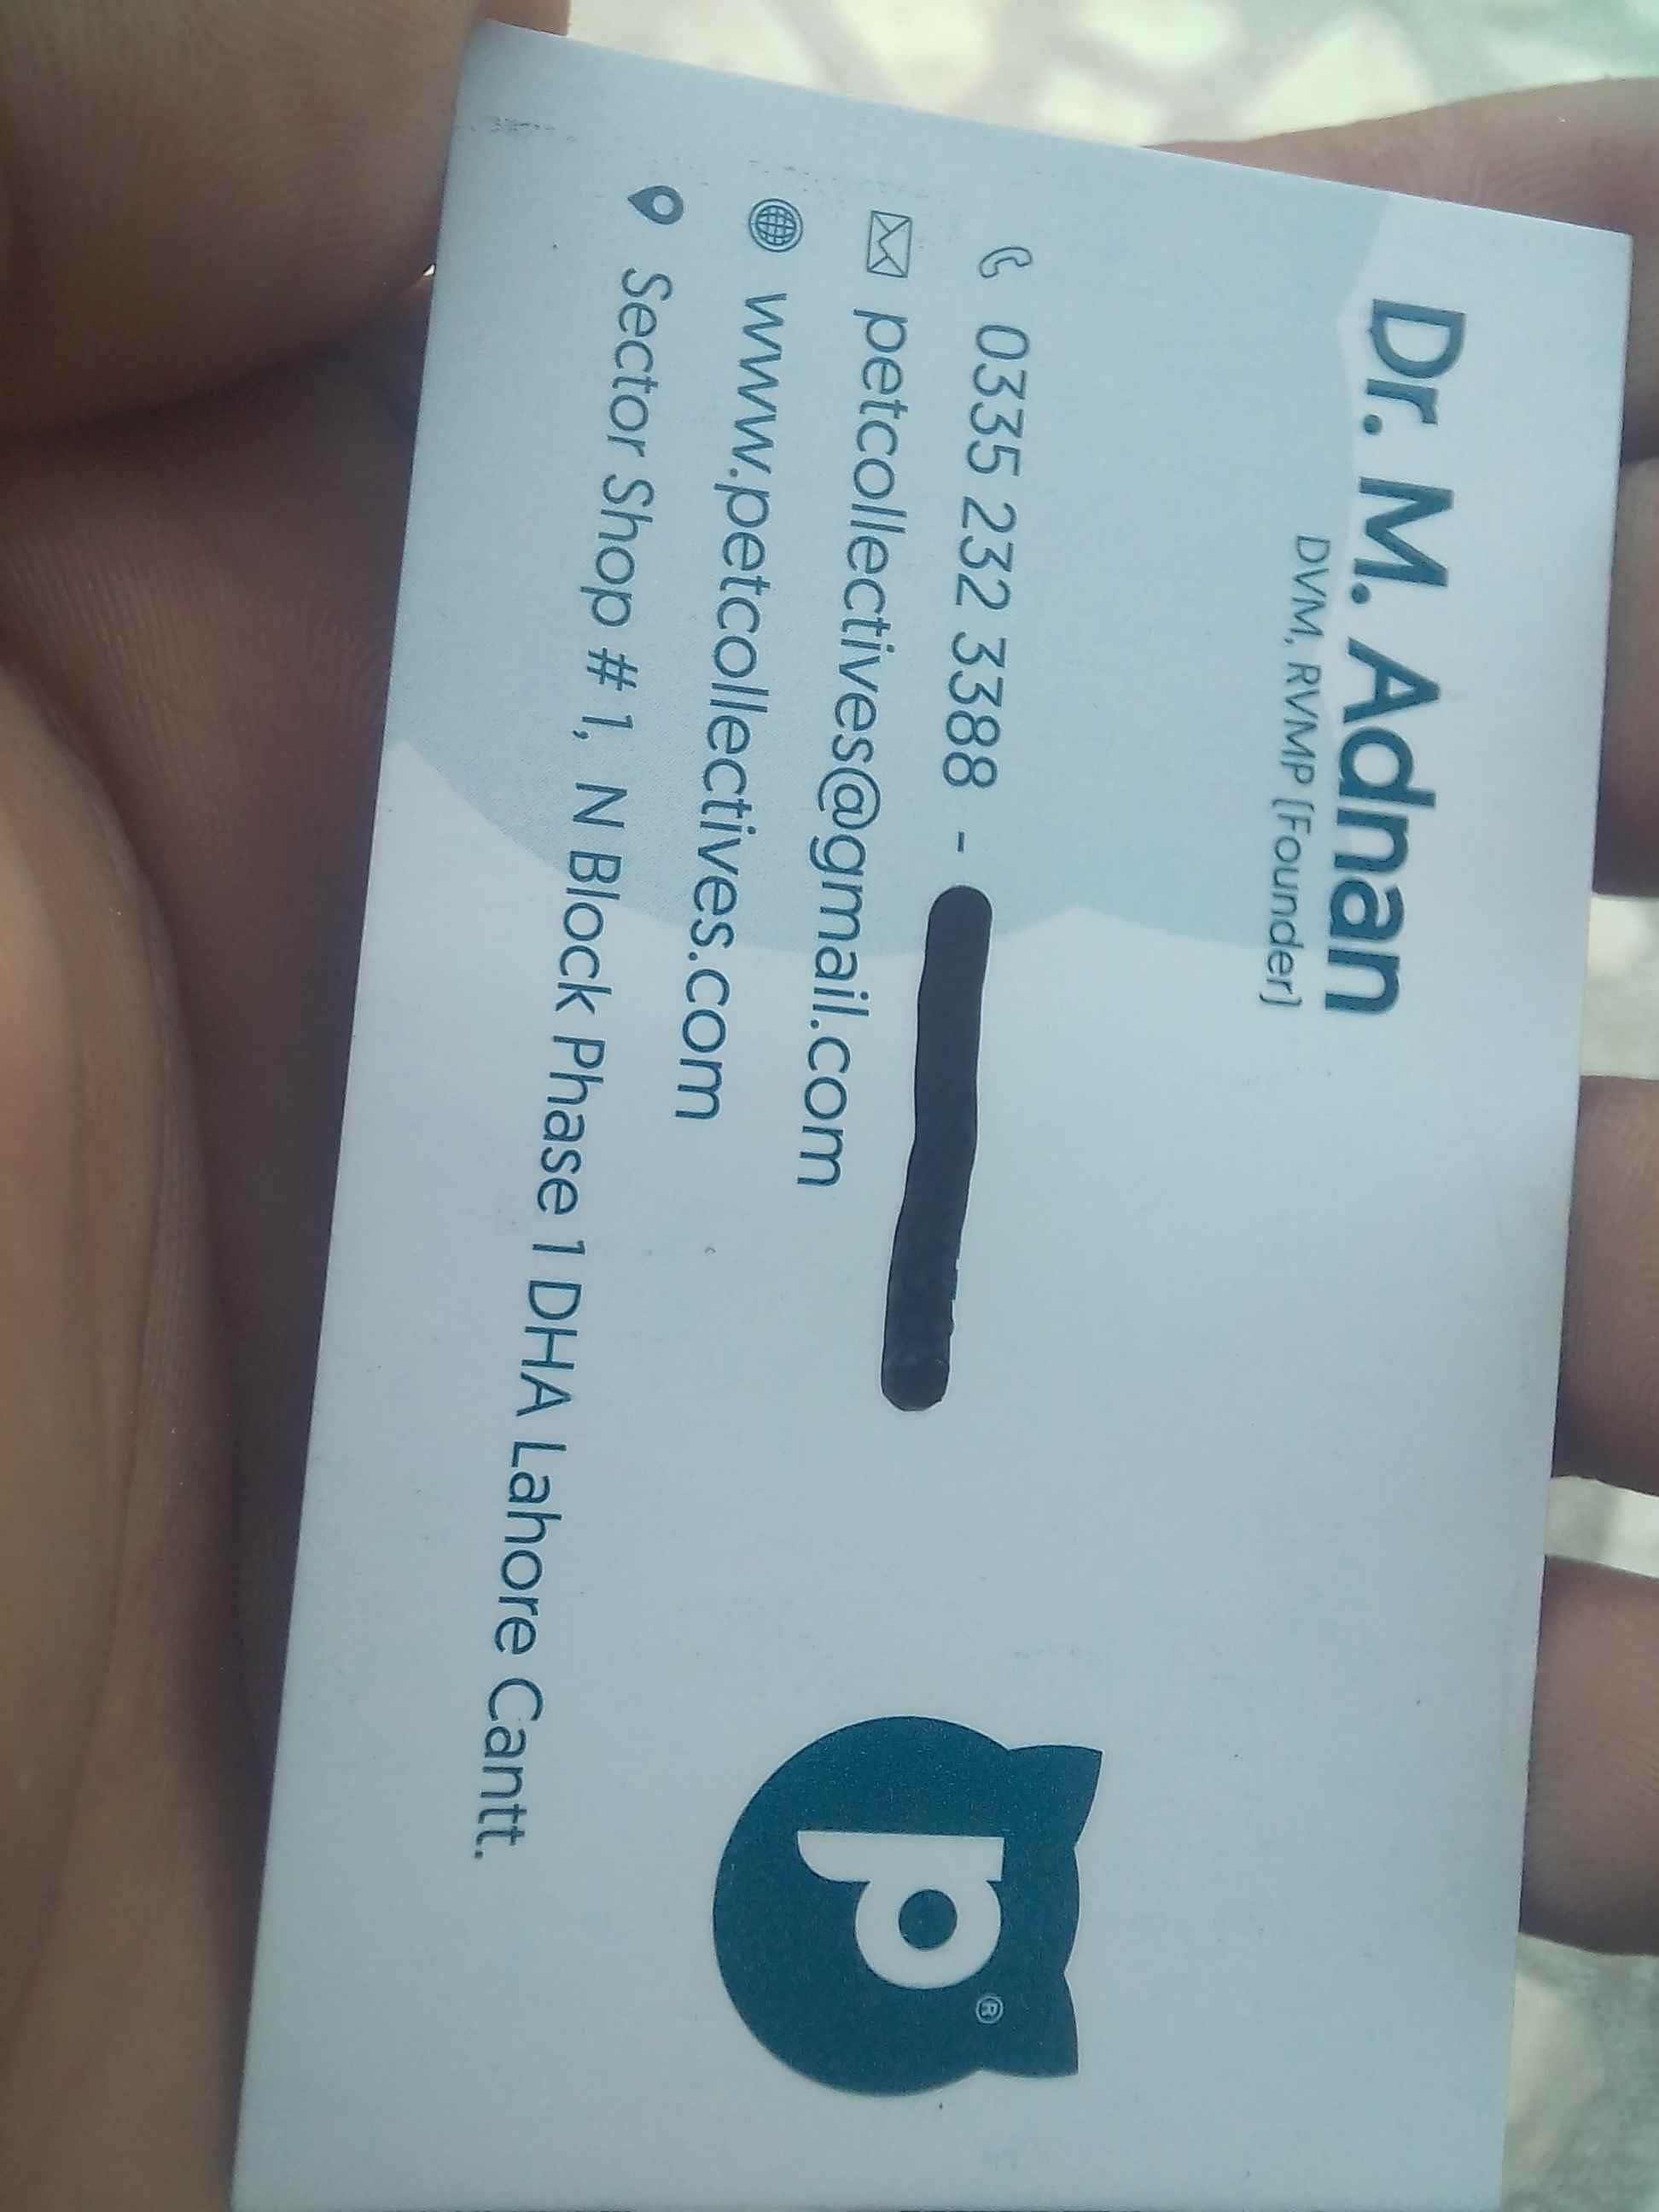 Dr. M. Adnan
DVM, RVMP (Founder)
0335 232 3388 -
petcollectives@gmail.com
www.petcollectives.com
Sector Shop # 1, N Block Phase 1 DHA Lahore Cantt.
p®